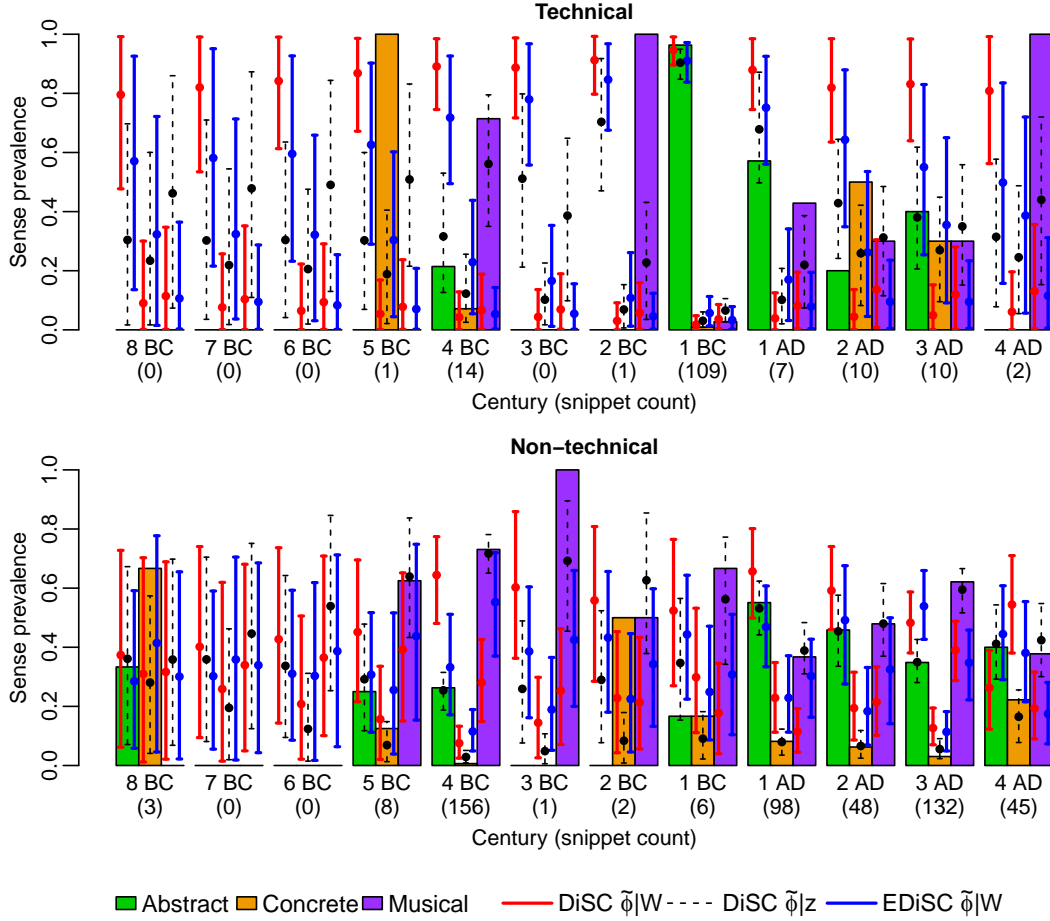 Technical
Sense prevalence
0.0 0.2 0.4 0.6 0.8 1.0
8 BC 7 BC 6 BC 5 BC 4 BC 3 BC 2 BC 1 BC 1 AD 2 AD 3 AD 4 AD
(0) (0) (0) (1) (14) (0) (1) (109) (7) (10) (10) (2)
Century (snippet count)
Non−technical
Sense prevalence
0.0 0.2 0.4 0.6 0.8 1.0
8 BC 7 BC 6 BC 5 BC 4 BC 3 BC 2 BC 1 BC 1 AD 2 AD 3 AD 4 AD
(3) (0) (0) (8) (156) (1) (2) (6) (98) (48) (132) (45)
Century (snippet count)
Abstract Concrete Musical DiSC φ̃|W DiSC φ̃|z EDiSC φ̃|W